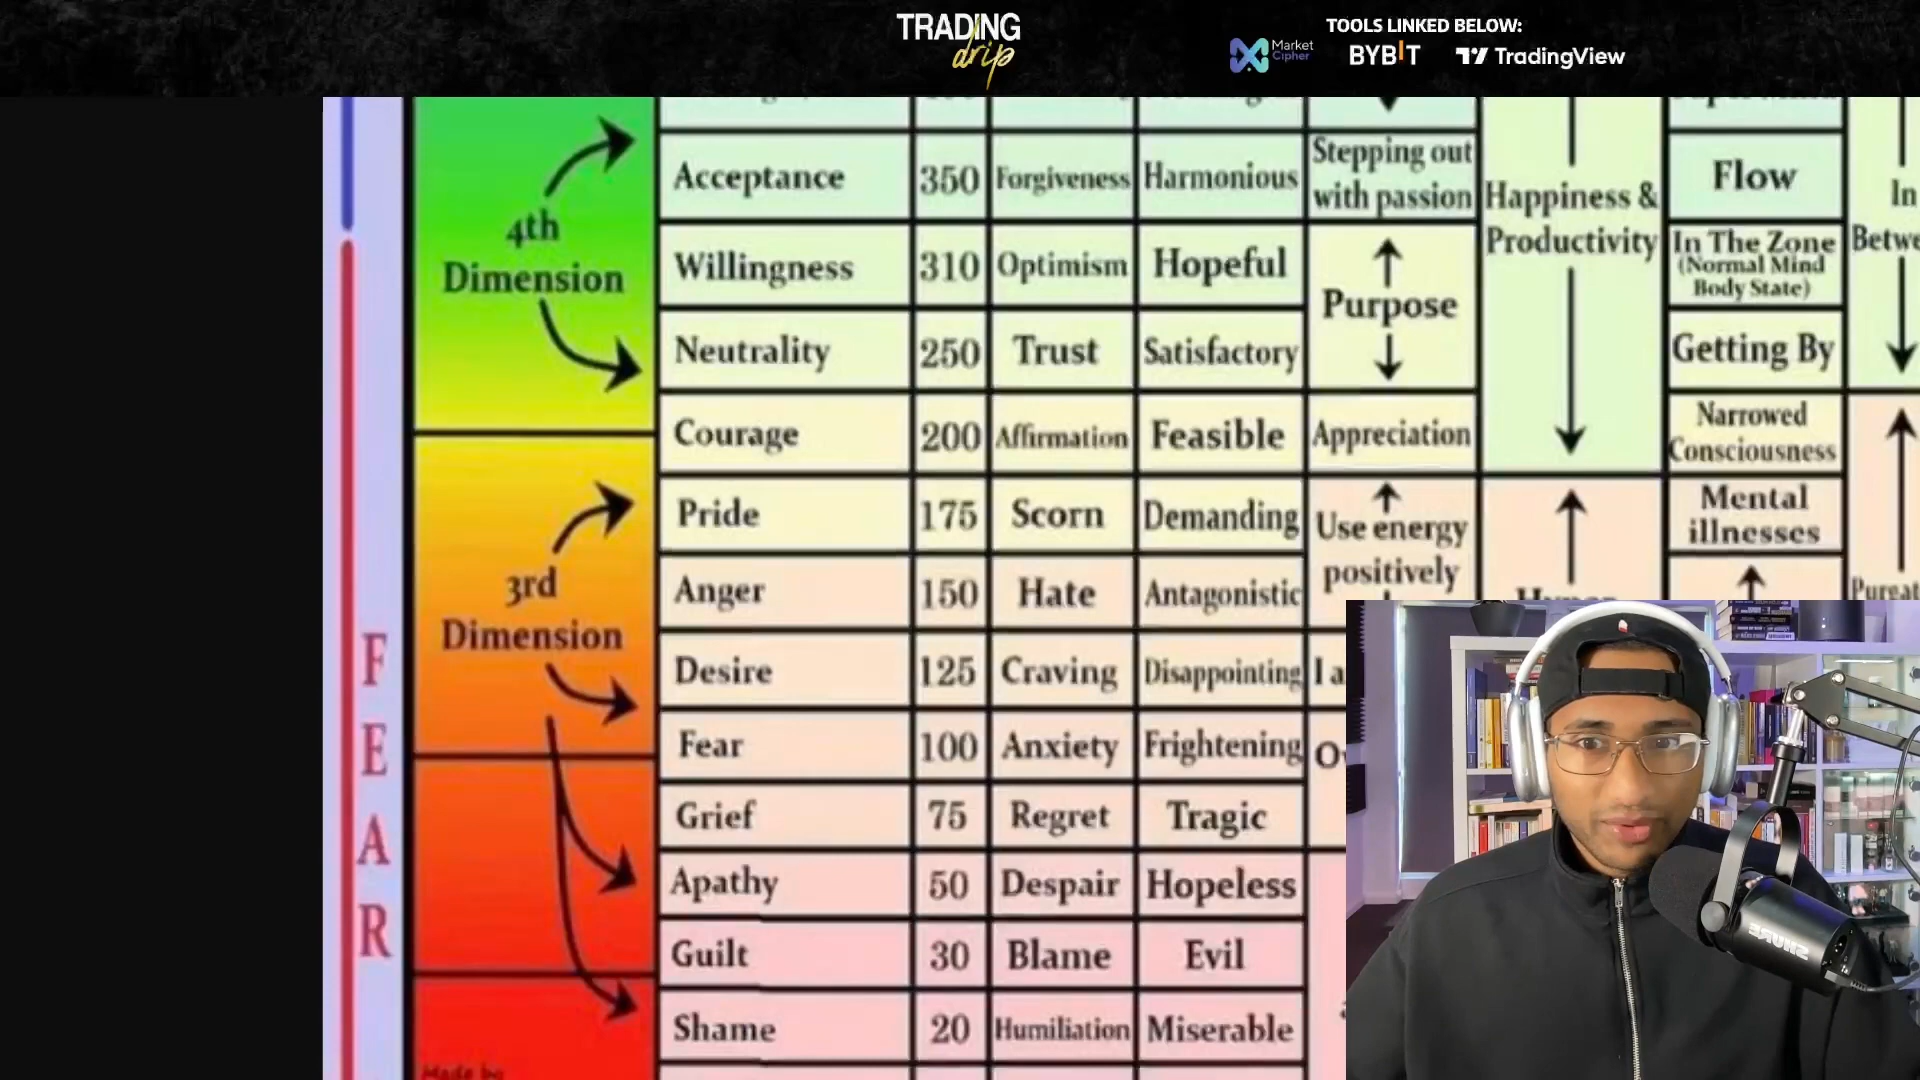 TRADING
drip
TOOLS LINKED BELOW:
Market
Cipher
BYBIT
TradingView
4th
Dimension
3rd
Dimension
F
E
A
R
Acceptance 350 Forgiveness Harmonious
Stepping out
with passion
Flow
Willingness 310 Optimism Hopeful
In The Zone
(Normal Mind
Body State)
Neutrality 250 Trust Satisfactory
Purpose
Getting By
Happiness &
Productivity
In
Courage 200 Affirmation Feasible Appreciation
Narrowed
Consciousness
Pride 175 Scorn Demanding
Use energy
positively
Mental
illnesses
Anger 150 Hate Antagonistic
Desire 125 Craving Disappointing I a
Fear 100 Anxiety Frightening
Grief 75 Regret Tragic
Apathy 50 Despair Hopeless
Guilt 30 Blame Evil
Shame 20 Humiliation Miserable
Made by
SHURE